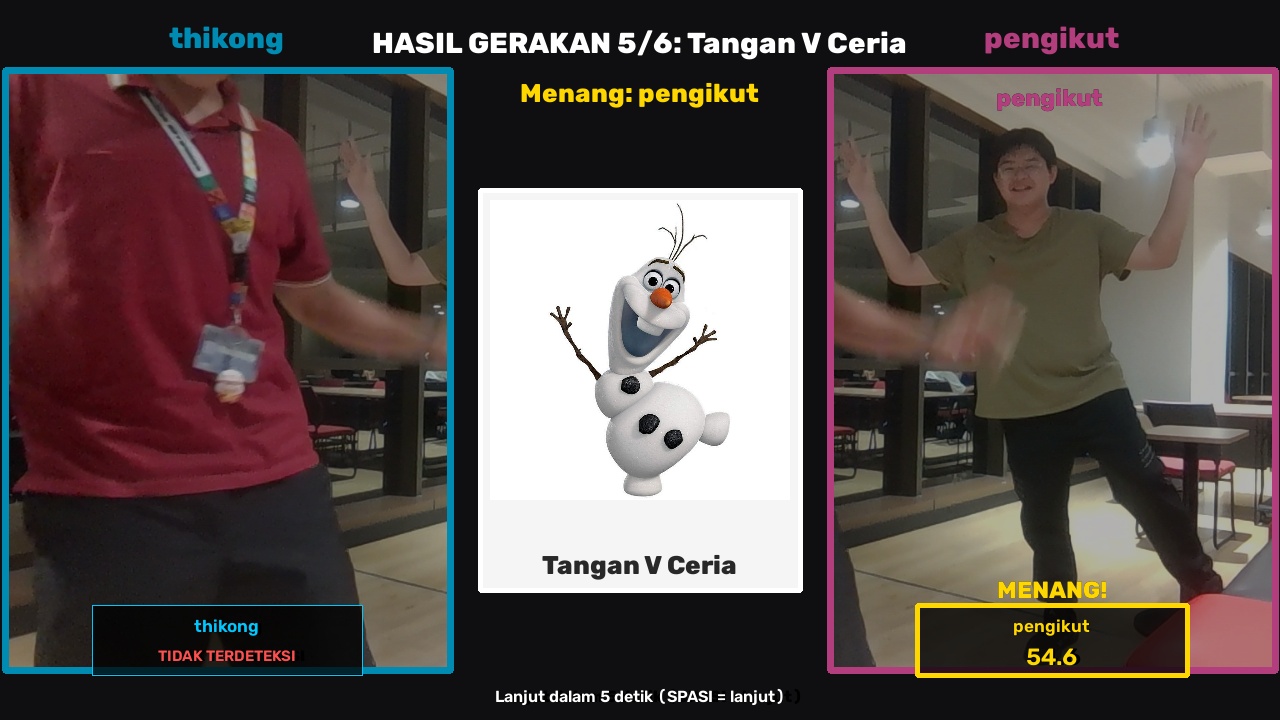 thikong
HASIL GERAKAN 5/6: Tangan V Ceria
pengikut
Menang: pengikut
pengikut
Tangan V Ceria
MENANG!
thikong
TIDAK TERDETEKSI
pengikut
54.6
Lanjut dalam 5 detik (SPASI = lanjut)